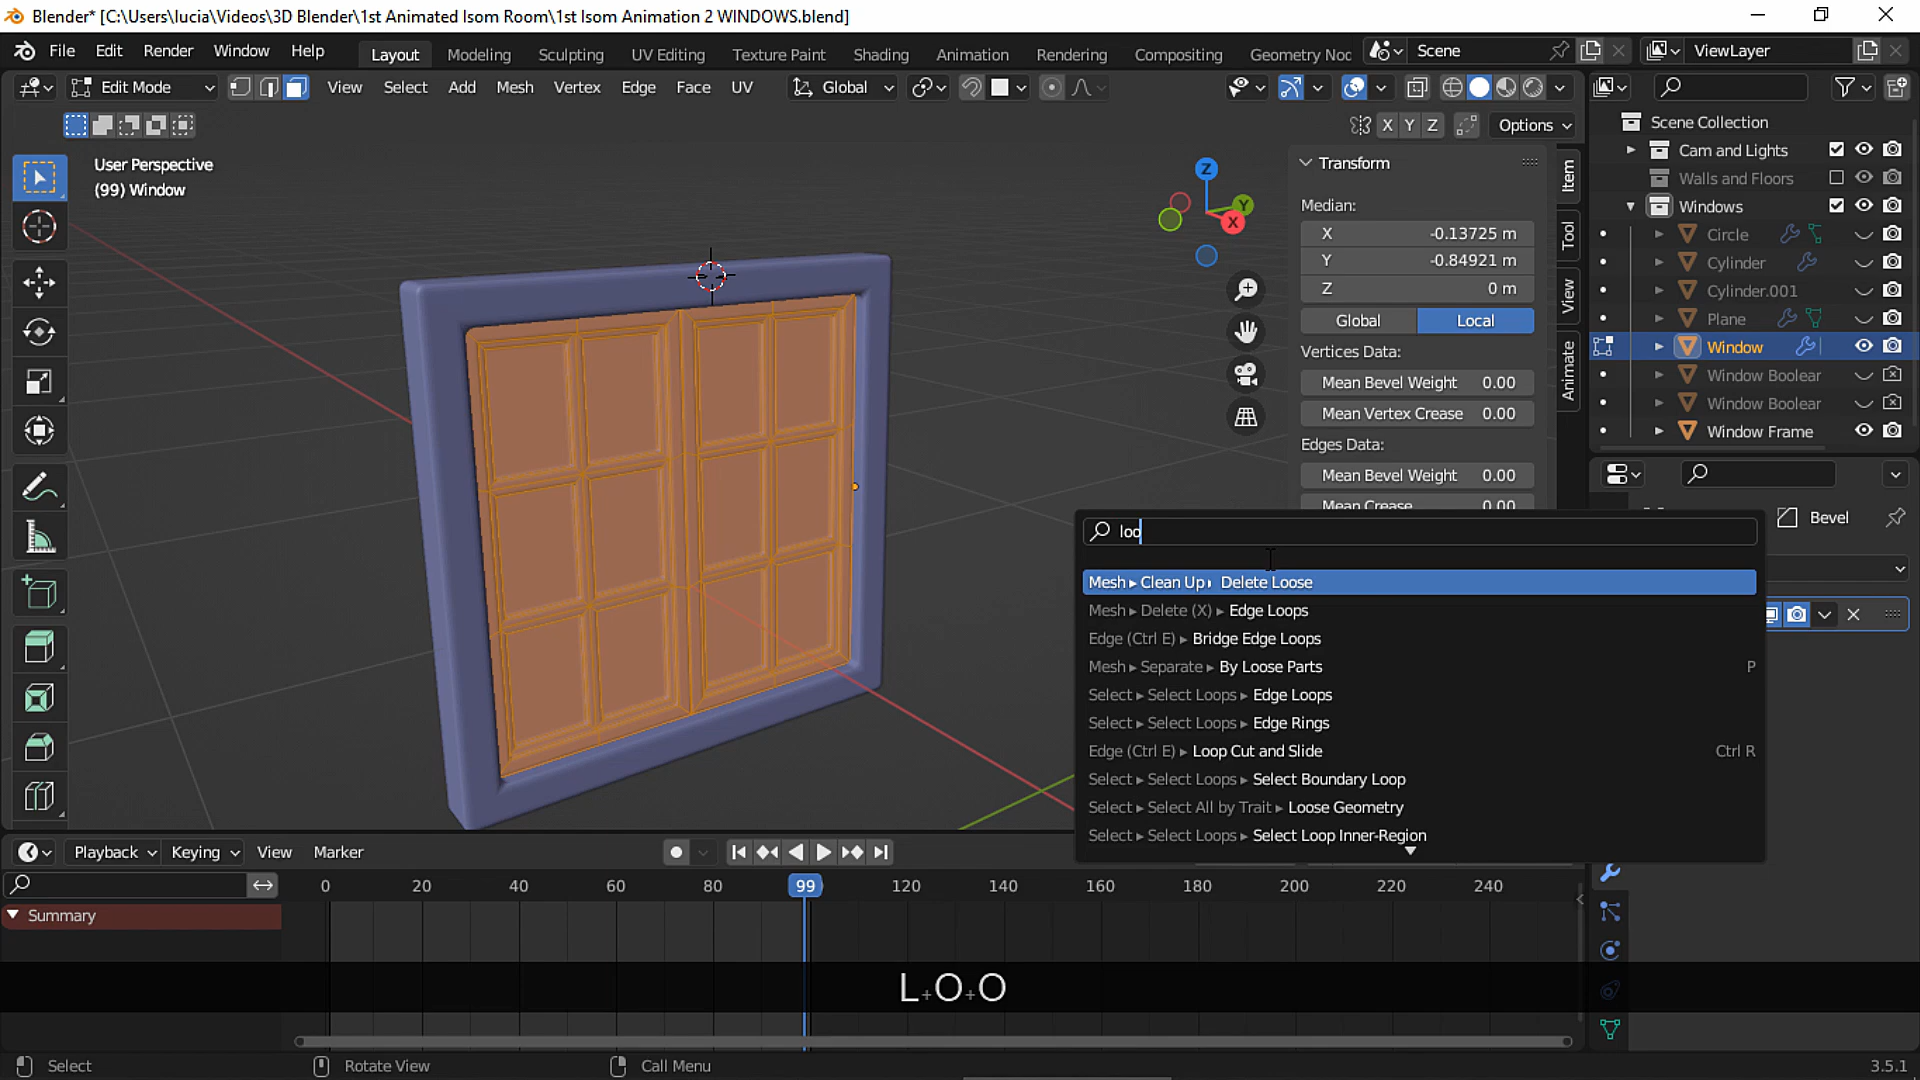 Blender* [C:\Users\lucia\Videos\3D Blender\1st Animated Isom Room\1st Isom Animation 2 WINDOWS.blend]
File Edit Render Window Help Layout Modeling Sculpting UV Editing Texture Paint Shading Animation Rendering Compositing Geometry Noc Scene ViewLayer
Edit Mode View Select Add Mesh Vertex Edge Face UV Global
X Y Z Options
User Perspective
(99) Window
Z
Y
X
Transform
Median:
X -0.13725 m
Y -0.84921 m
Z 0 m
Global Local
Vertices Data:
Mean Bevel Weight 0.00
Mean Vertex Crease 0.00
Edges Data:
Mean Bevel Weight 0.00
Mean Crease 0.00
Item
Tool
View
Animate
Scene Collection
Cam and Lights
Walls and Floors
Windows
Circle
Cylinder
Cylinder.001
Plane
Window
Window Boolear
Window Boolear
Window Frame
Bevel
loo
Mesh ▸ Clean Up ▸ Delete Loose
Mesh ▸ Delete (X) ▸ Edge Loops
Edge (Ctrl E) ▸ Bridge Edge Loops
Mesh ▸ Separate ▸ By Loose Parts P
Select ▸ Select Loops ▸ Edge Loops
Select ▸ Select Loops ▸ Edge Rings
Edge (Ctrl E) ▸ Loop Cut and Slide Ctrl R
Select ▸ Select Loops ▸ Select Boundary Loop
Select ▸ Select All by Trait ▸ Loose Geometry
Select ▸ Select Loops ▸ Select Loop Inner-Region
Playback Keying View Marker
0 20 40 60 80 99 120 140 160 180 200 220 240
Summary
L+O+O
Select Rotate View Call Menu 3.5.1